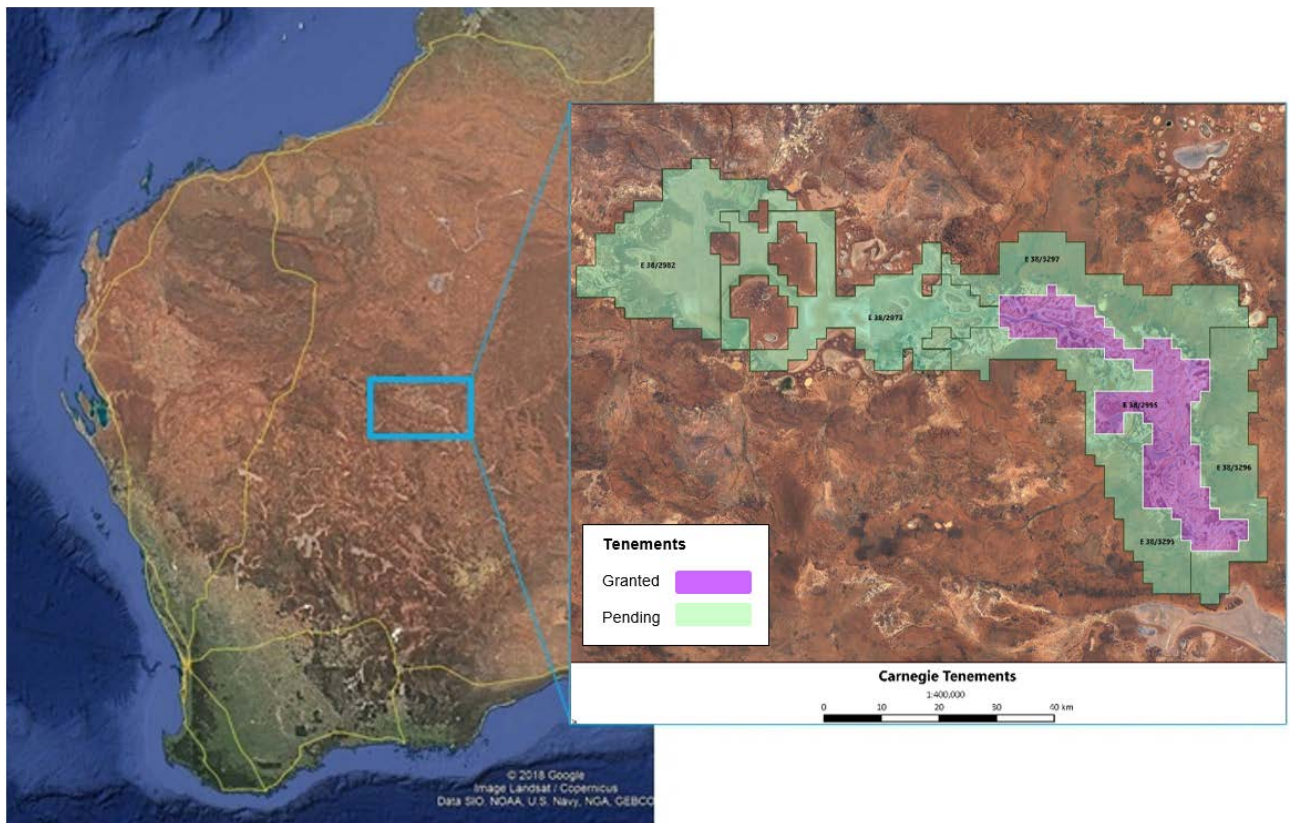 © 2018 Google
Image Landsat / Copernicus
Data SIO, NOAA, U.S. Navy, NGA, GEBCO
E 38/2982
E 38/3297
E 38/2973
E 38/2995
E 38/3296
E 38/3295
Tenements
Granted
Pending
Carnegie Tenements
1:400,000
0 10 20 30 40 km